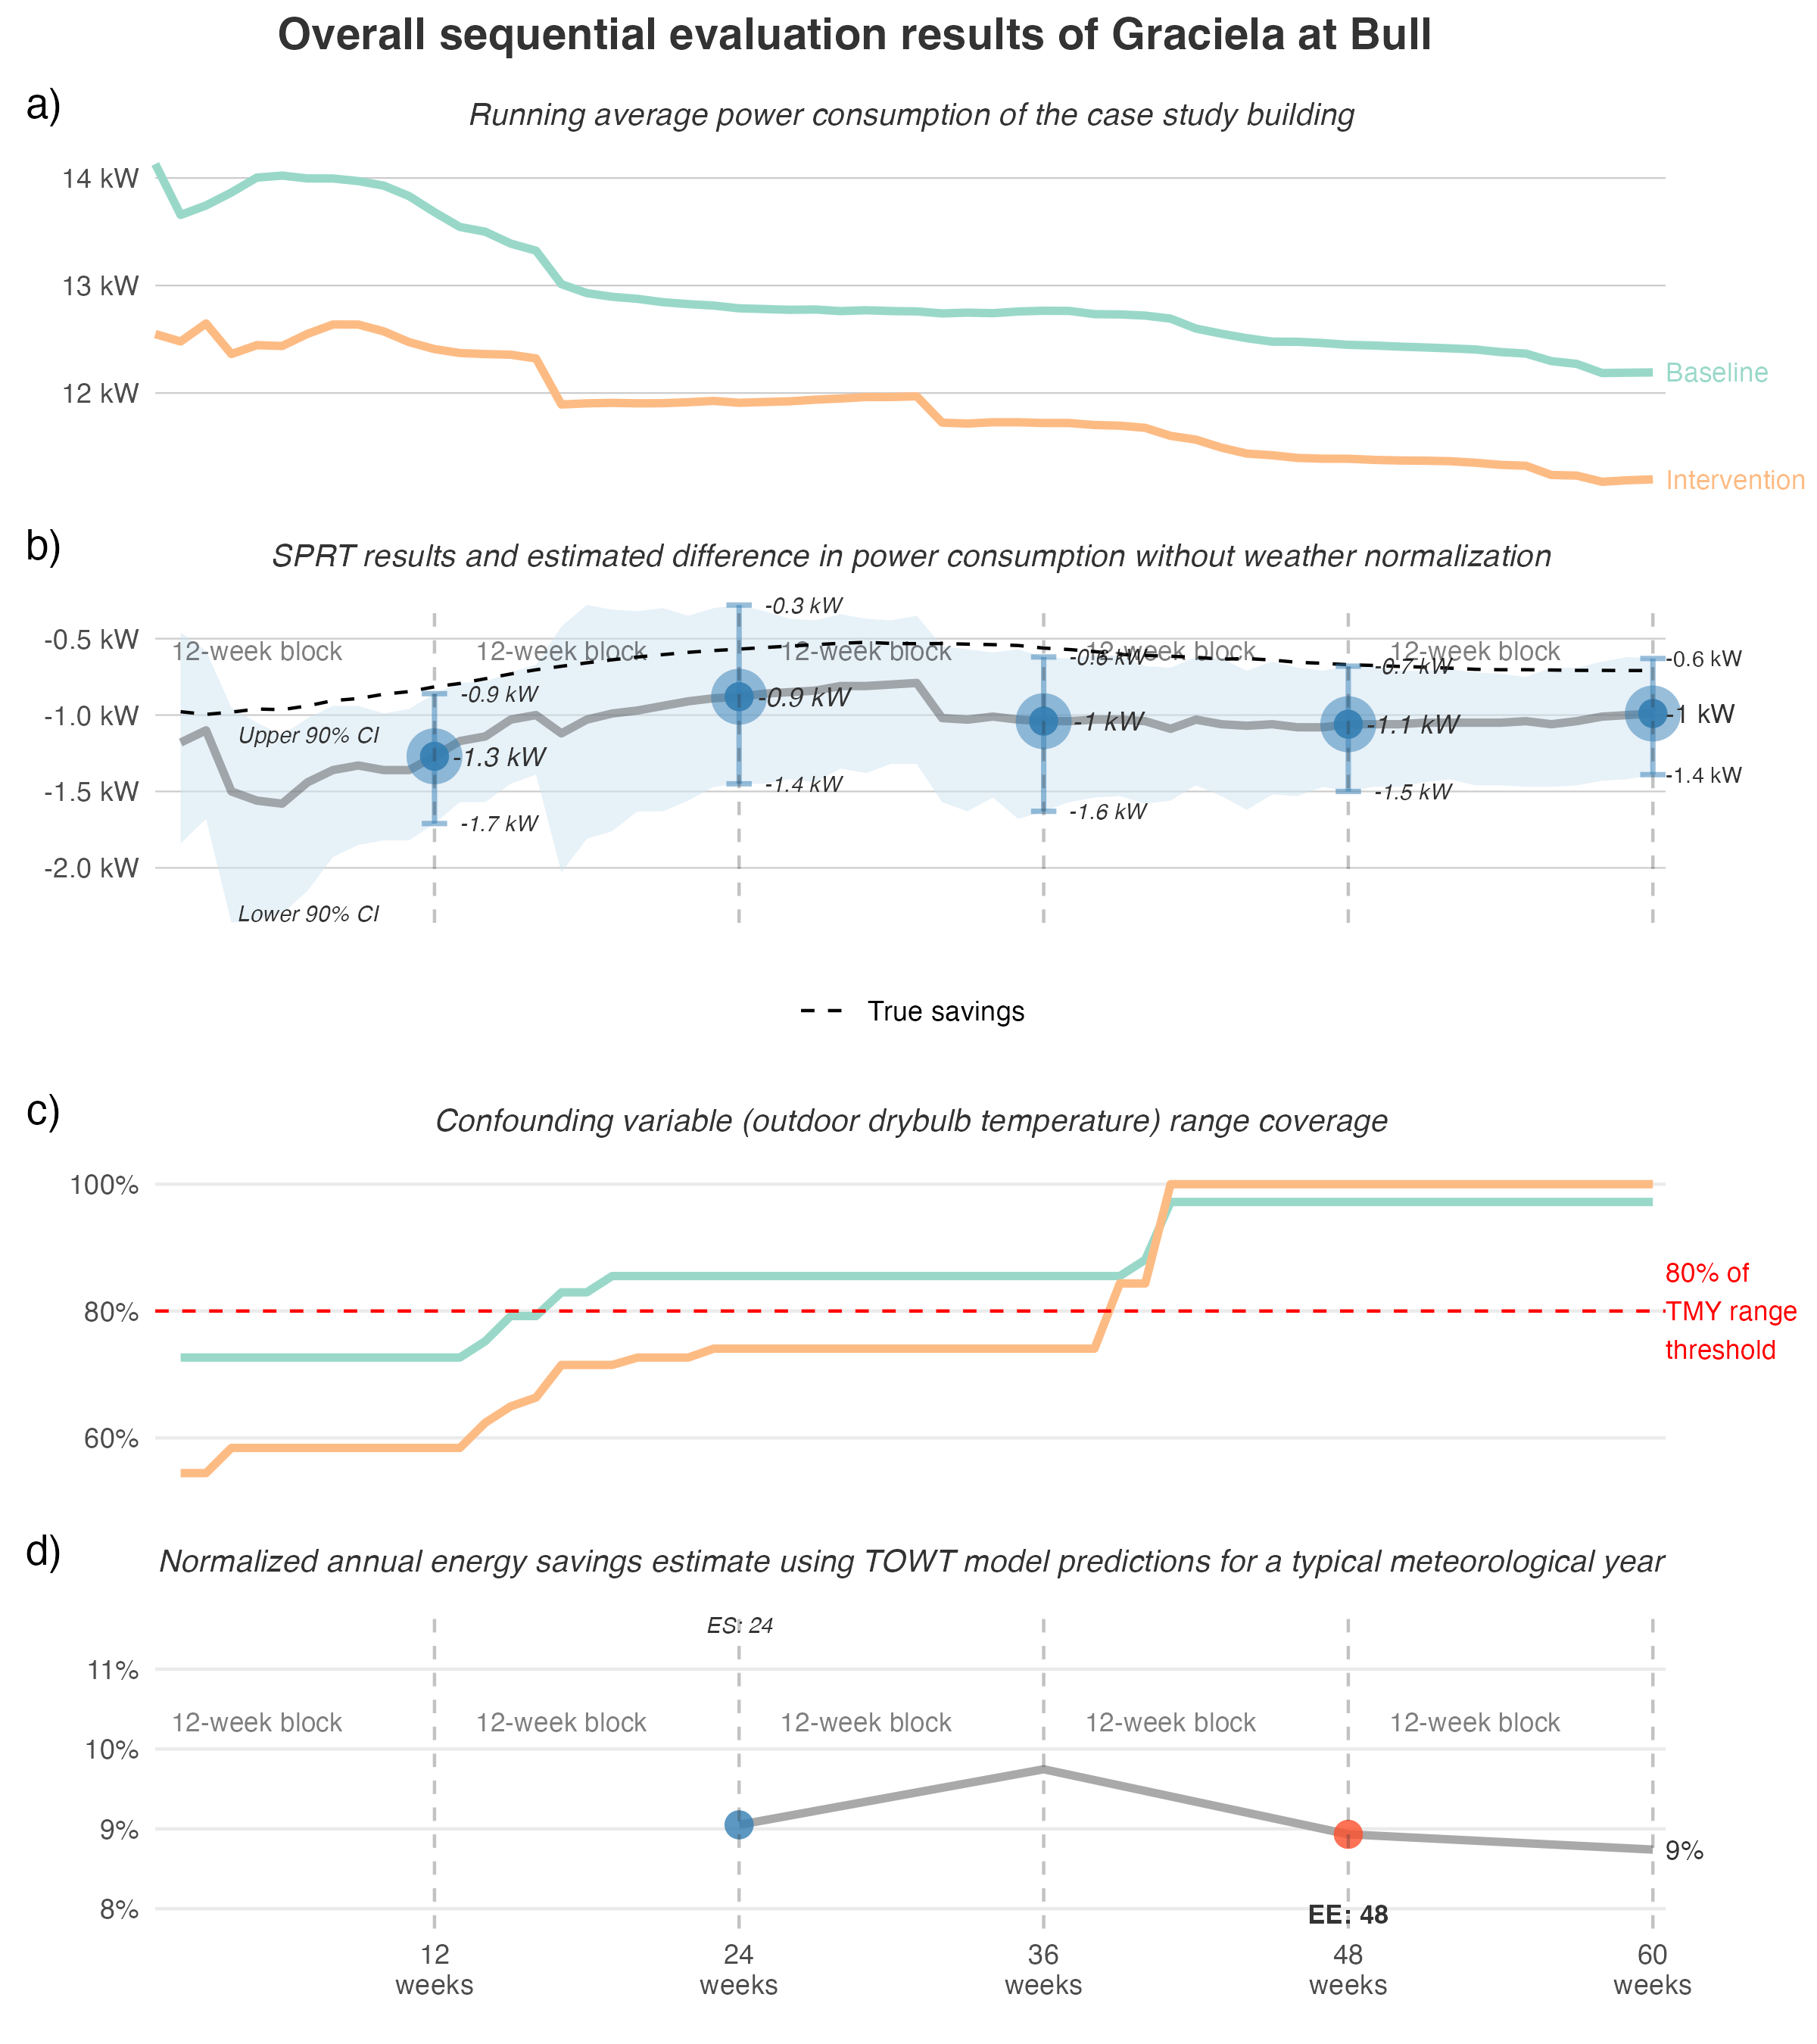 Overall sequential evaluation results of Graciela at Bull
a)
Running average power consumption of the case study building
14 kW
13 kW
12 kW
Baseline
Intervention
b)
SPRT results and estimated difference in power consumption without weather normalization
-0.5 kW
-1.0 kW
-1.5 kW
-2.0 kW
12-week block
12-week block
12-week block
12-week block
12-week block
-0.3 kW
-0.6 kW
-0.7 kW
-0.6 kW
-0.9 kW
Upper 90% CI
-1.3 kW
-0.9 kW
-1 kW
-1.1 kW
-1 kW
-1.7 kW
-1.4 kW
-1.6 kW
-1.5 kW
-1.4 kW
Lower 90% CI
True savings
c)
Confounding variable (outdoor drybulb temperature) range coverage
100%
80%
60%
80% of
TMY range
threshold
d)
Normalized annual energy savings estimate using TOWT model predictions for a typical meteorological year
ES: 24
11%
10%
9%
8%
12-week block
12-week block
12-week block
12-week block
12-week block
9%
EE: 48
12
weeks
24
weeks
36
weeks
48
weeks
60
weeks